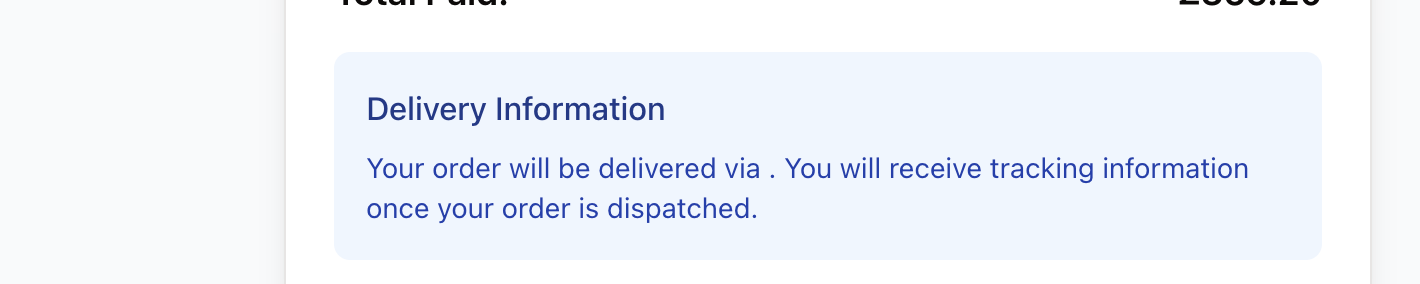 Total Paid:
Delivery Information
Your order will be delivered via . You will receive tracking information
once your order is dispatched.